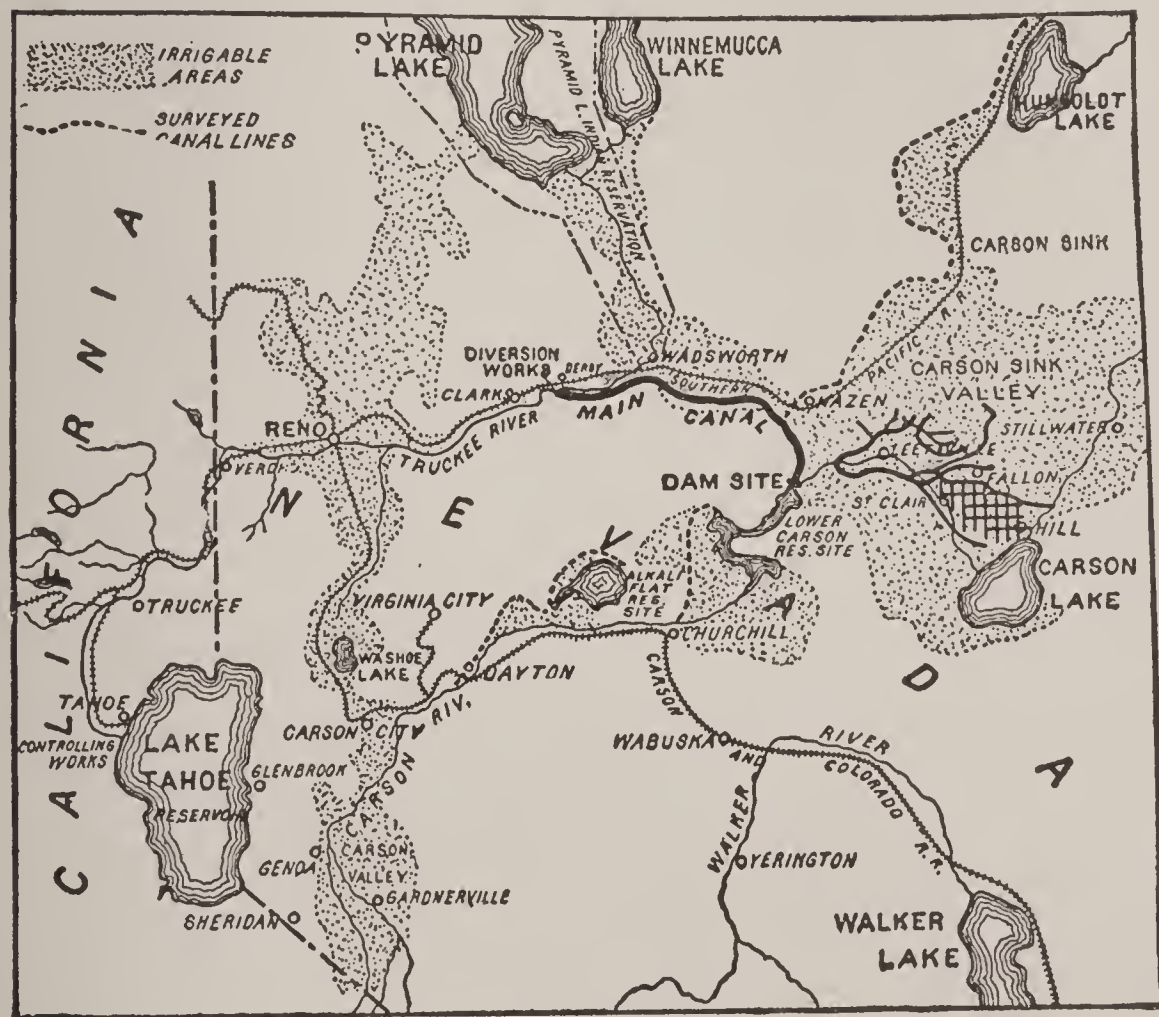 IRRIGABLE
AREAS
SURVEYED
CANAL LINES
PYRAMID
LAKE
PYRAMID L. INDIAN RESERVATION
WINNEMUCCA
LAKE
HUMBOLDT
LAKE
CARSON SINK
CALIFORNIA
NEVADA
DIVERSION
WORKS
DERBY
WADSWORTH
CLARKS
SOUTHERN
PACIFIC R.R.
MAIN CANAL
HAZEN
CARSON SINK
VALLEY
STILLWATER
RENO
TRUCKEE RIVER
VERDI
LEETVILLE
FALLON
ST CLAIR
HILL
DAM SITE
LOWER
CARSON
RES. SITE
CARSON
LAKE
ALKALI
FLAT
RES.
SITE
TRUCKEE
VIRGINIA CITY
WASHOE
LAKE
CHURCHILL
DAYTON
TAHOE
CONTROLLING
WORKS
LAKE
TAHOE
RESERVOIR
GLENBROOK
CARSON
CITY
CARSON RIV.
CARSON AND COLORADO R.R.
WABUSKA
WALKER RIVER
YERINGTON
GENOA
CARSON
VALLEY
GARDNERVILLE
SHERIDAN
WALKER
LAKE